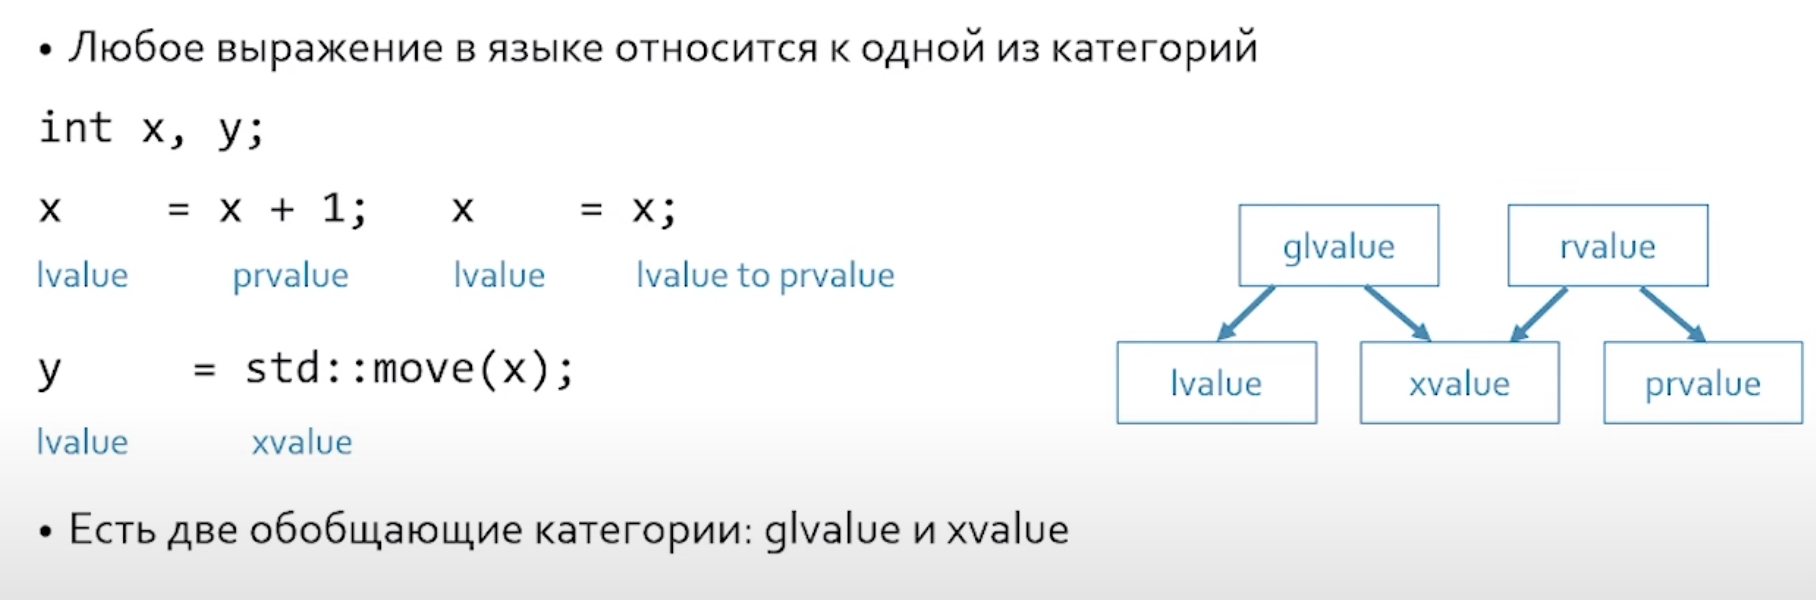 • Любое выражение в языке относится к одной из категорий
int x, y;
x = x + 1; x = x;
lvalue prvalue lvalue lvalue to prvalue
glvalue rvalue
y = std::move(x);
lvalue xvalue prvalue
lvalue xvalue
• Есть две обобщающие категории: glvalue и xvalue